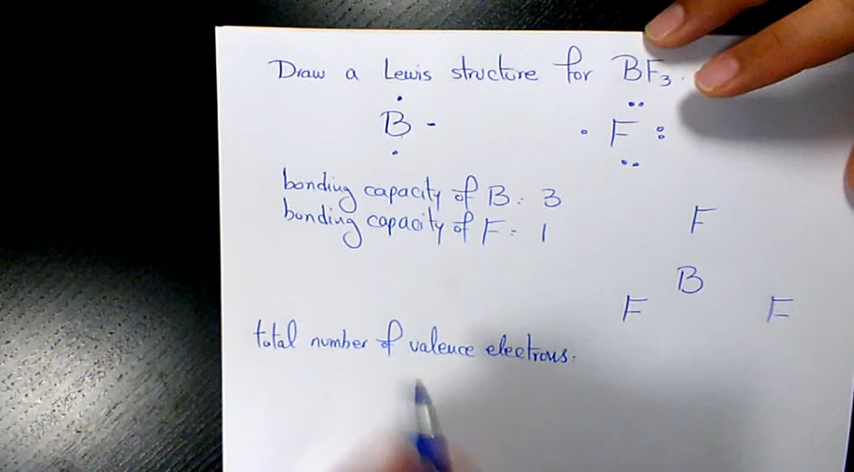 Draw a Lewis structure for BF3.
B F
bonding capacity of B: 3
bonding capacity of F: 1
F
B
F F
total number of valence electrons.